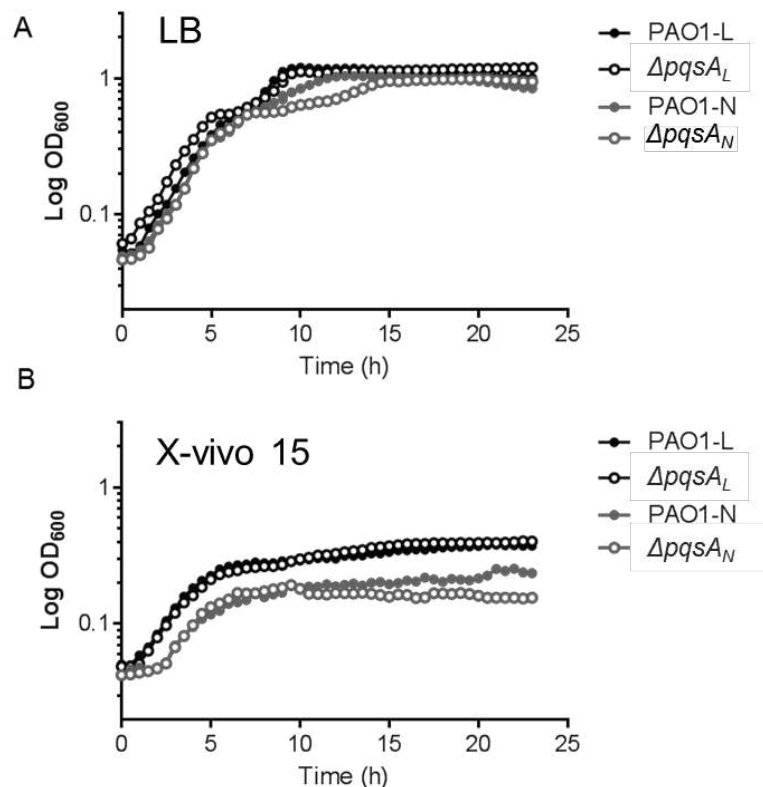 A
LB
PAO1-L
ΔpqsA_L
PAO1-N
ΔpqsA_N
Log OD₆₀₀
1
0.1
0 5 10 15 20 25
Time (h)
B
X-vivo 15
PAO1-L
ΔpqsA_L
PAO1-N
ΔpqsA_N
Log OD₆₀₀
1
0.1
0 5 10 15 20 25
Time (h)